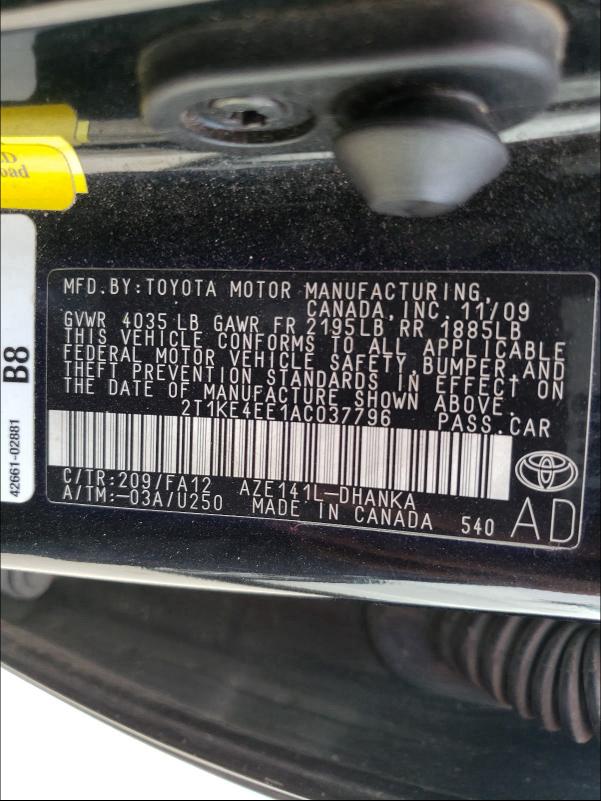 D
oad
B8
42661-02881
MFD.BY:TOYOTA MOTOR MANUFACTURING,
CANADA, INC. 11/09
GVWR 4035 LB GAWR FR 2195LB RR 1885LB
THIS VEHICLE CONFORMS TO ALL APPLICABLE
FEDERAL MOTOR VEHICLE SAFETY, BUMPER, AND
THEFT PREVENTION STANDARDS IN EFFECT ON
THE DATE OF MANUFACTURE SHOWN ABOVE.
2T1KE4EE1AC037796 PASS.CAR
C/TR:209/FA12 AZE141L-DHANKA
A/TM:-03A/U250 MADE IN CANADA 540 AD